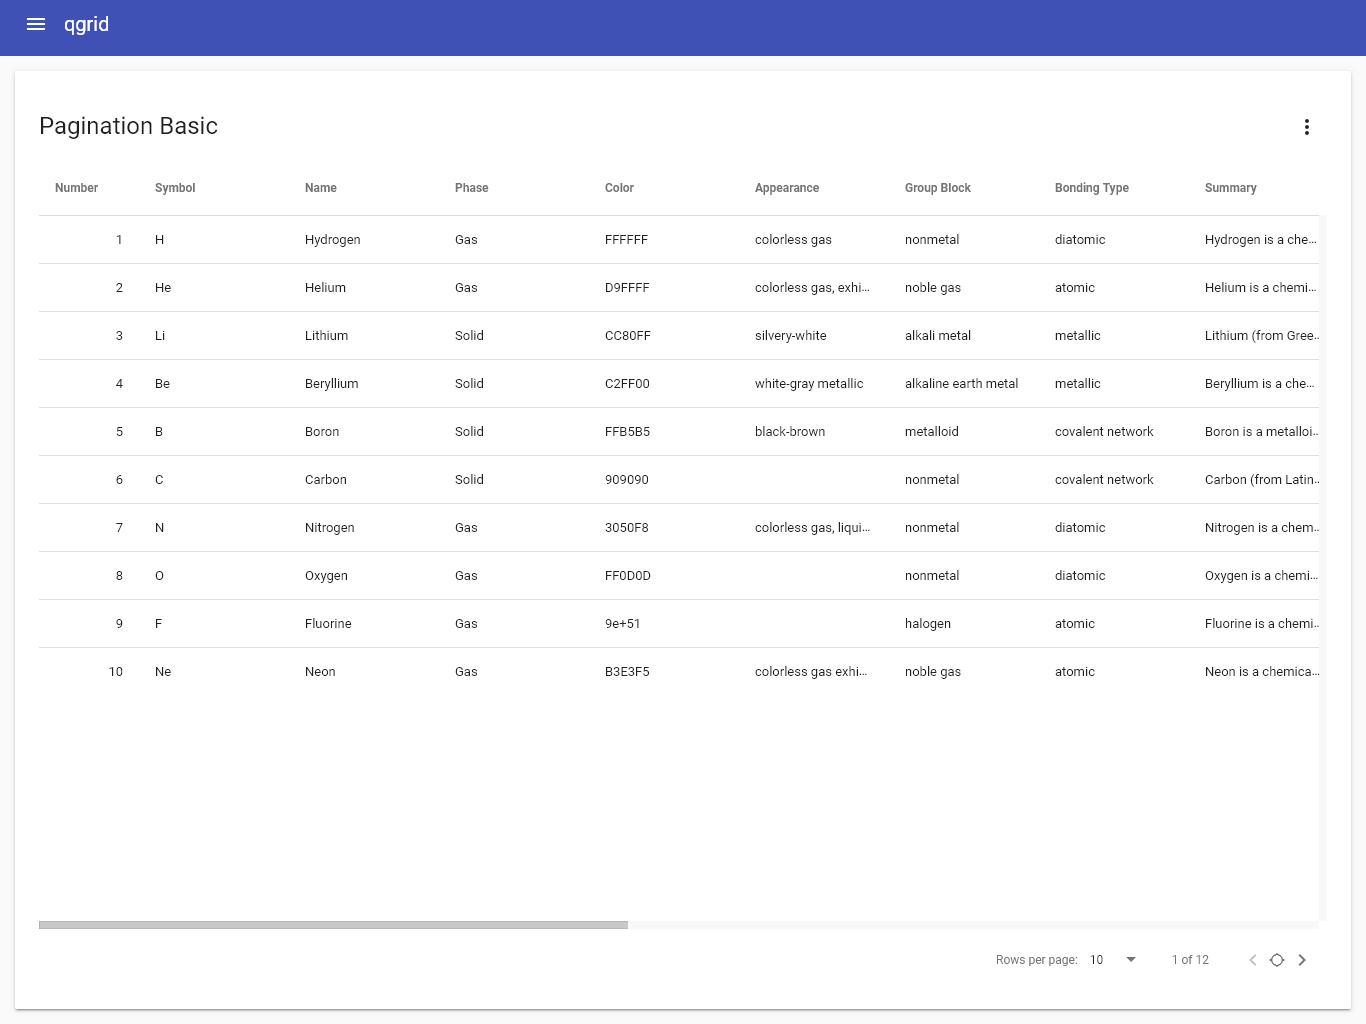 qgrid
Pagination Basic
Number Symbol Name Phase Color Appearance Group Block Bonding Type Summary
1 H Hydrogen Gas FFFFFF colorless gas nonmetal diatomic Hydrogen is a che...
2 He Helium Gas D9FFFF colorless gas, exhi... noble gas atomic Helium is a chemi...
3 Li Lithium Solid CC80FF silvery-white alkali metal metallic Lithium (from Gree...
4 Be Beryllium Solid C2FF00 white-gray metallic alkaline earth metal metallic Beryllium is a che...
5 B Boron Solid FFB5B5 black-brown metalloid covalent network Boron is a metalloi...
6 C Carbon Solid 909090 nonmetal covalent network Carbon (from Latin...
7 N Nitrogen Gas 3050F8 colorless gas, liqui... nonmetal diatomic Nitrogen is a chem...
8 O Oxygen Gas FF0D0D nonmetal diatomic Oxygen is a chemi...
9 F Fluorine Gas 9e+51 halogen atomic Fluorine is a chemi...
10 Ne Neon Gas B3E3F5 colorless gas exhi... noble gas atomic Neon is a chemica...
Rows per page: 10 1 of 12